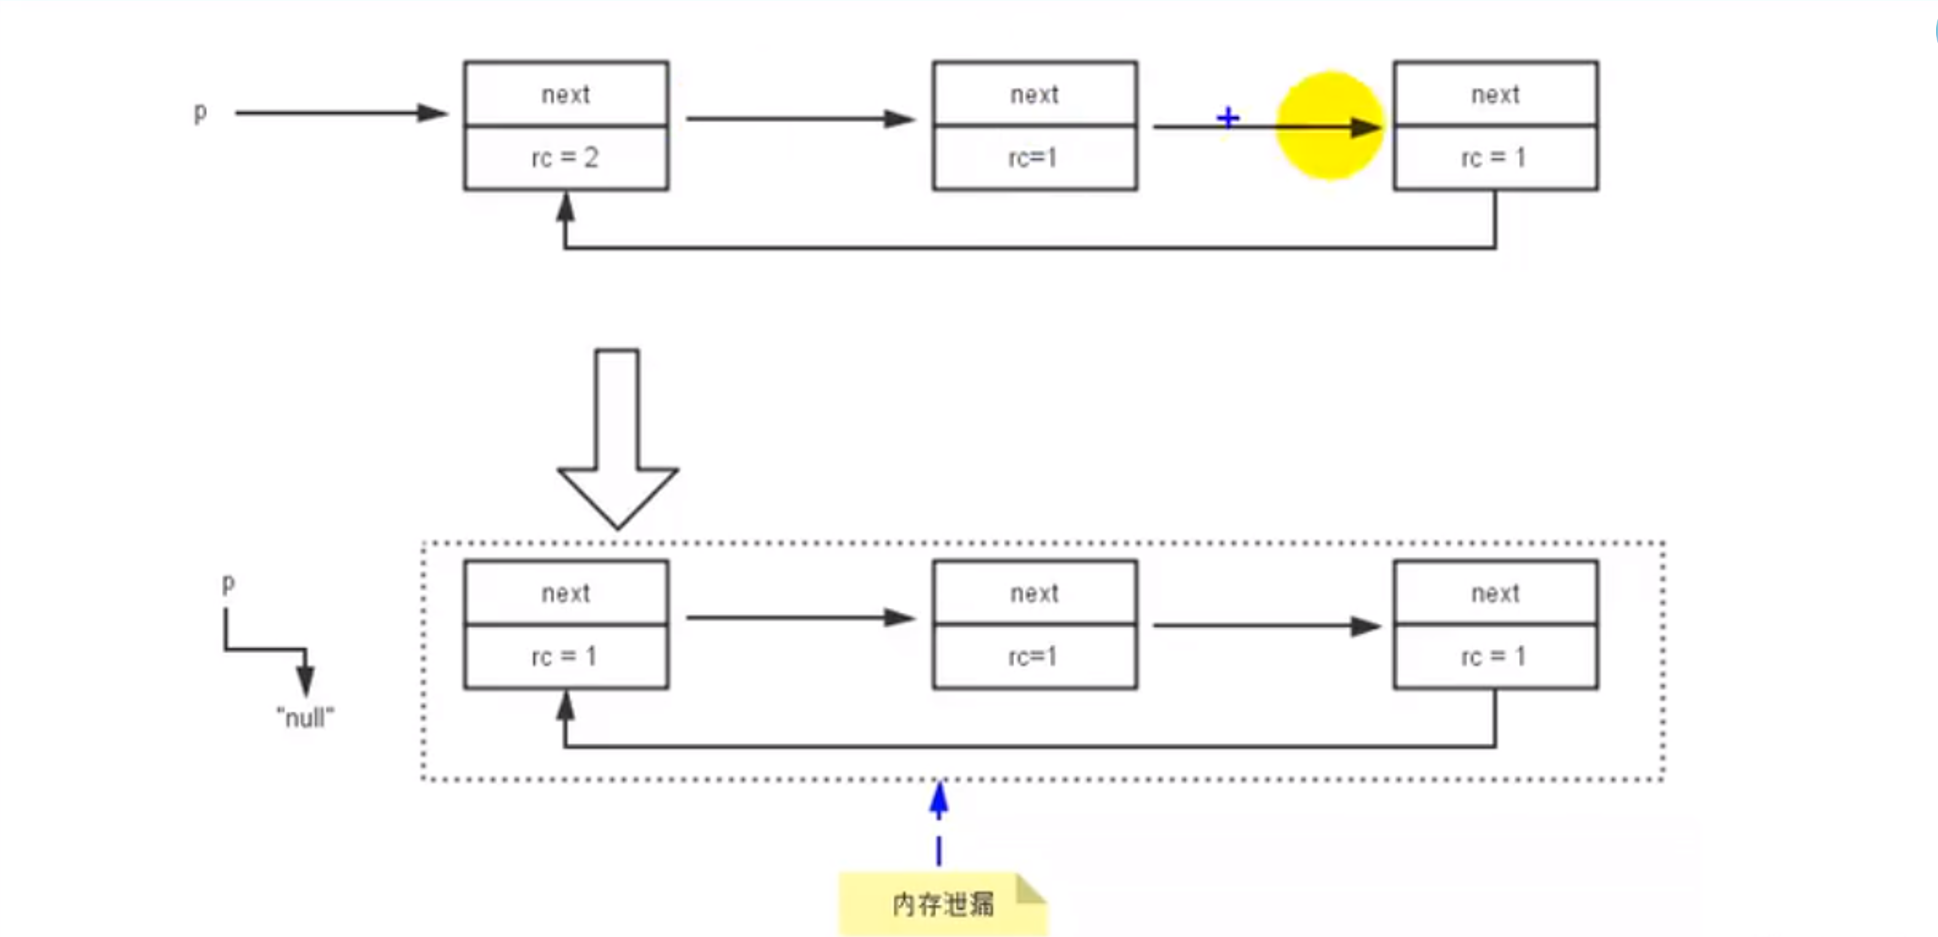 p
next
next
next
rc = 2
rc=1
rc = 1
p
next
next
next
rc = 1
rc=1
rc = 1
"null"
内存泄漏